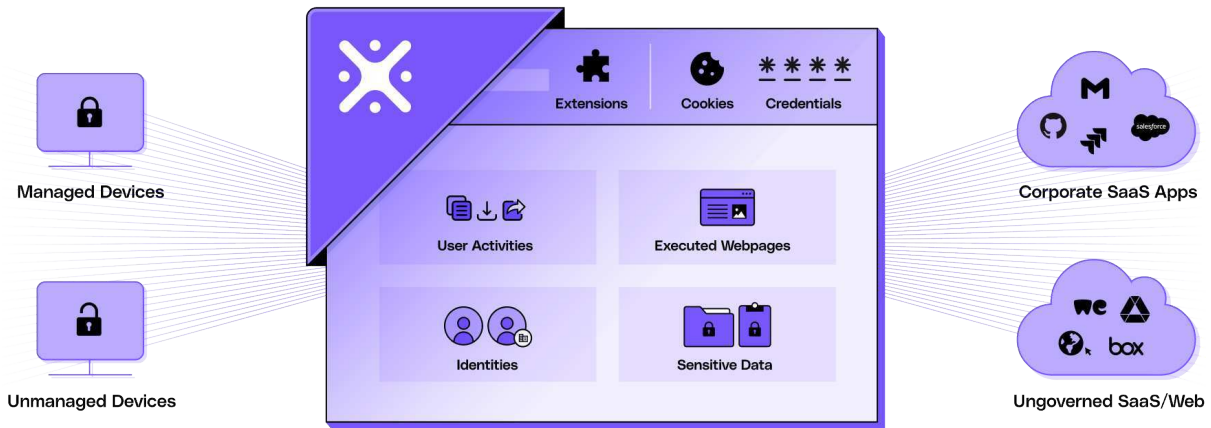 Extensions
Cookies
Credentials
Managed Devices
User Activities
Executed Webpages
salesforce
Corporate SaaS Apps
Identities
Sensitive Data
Unmanaged Devices
we
box
Ungoverned SaaS/Web